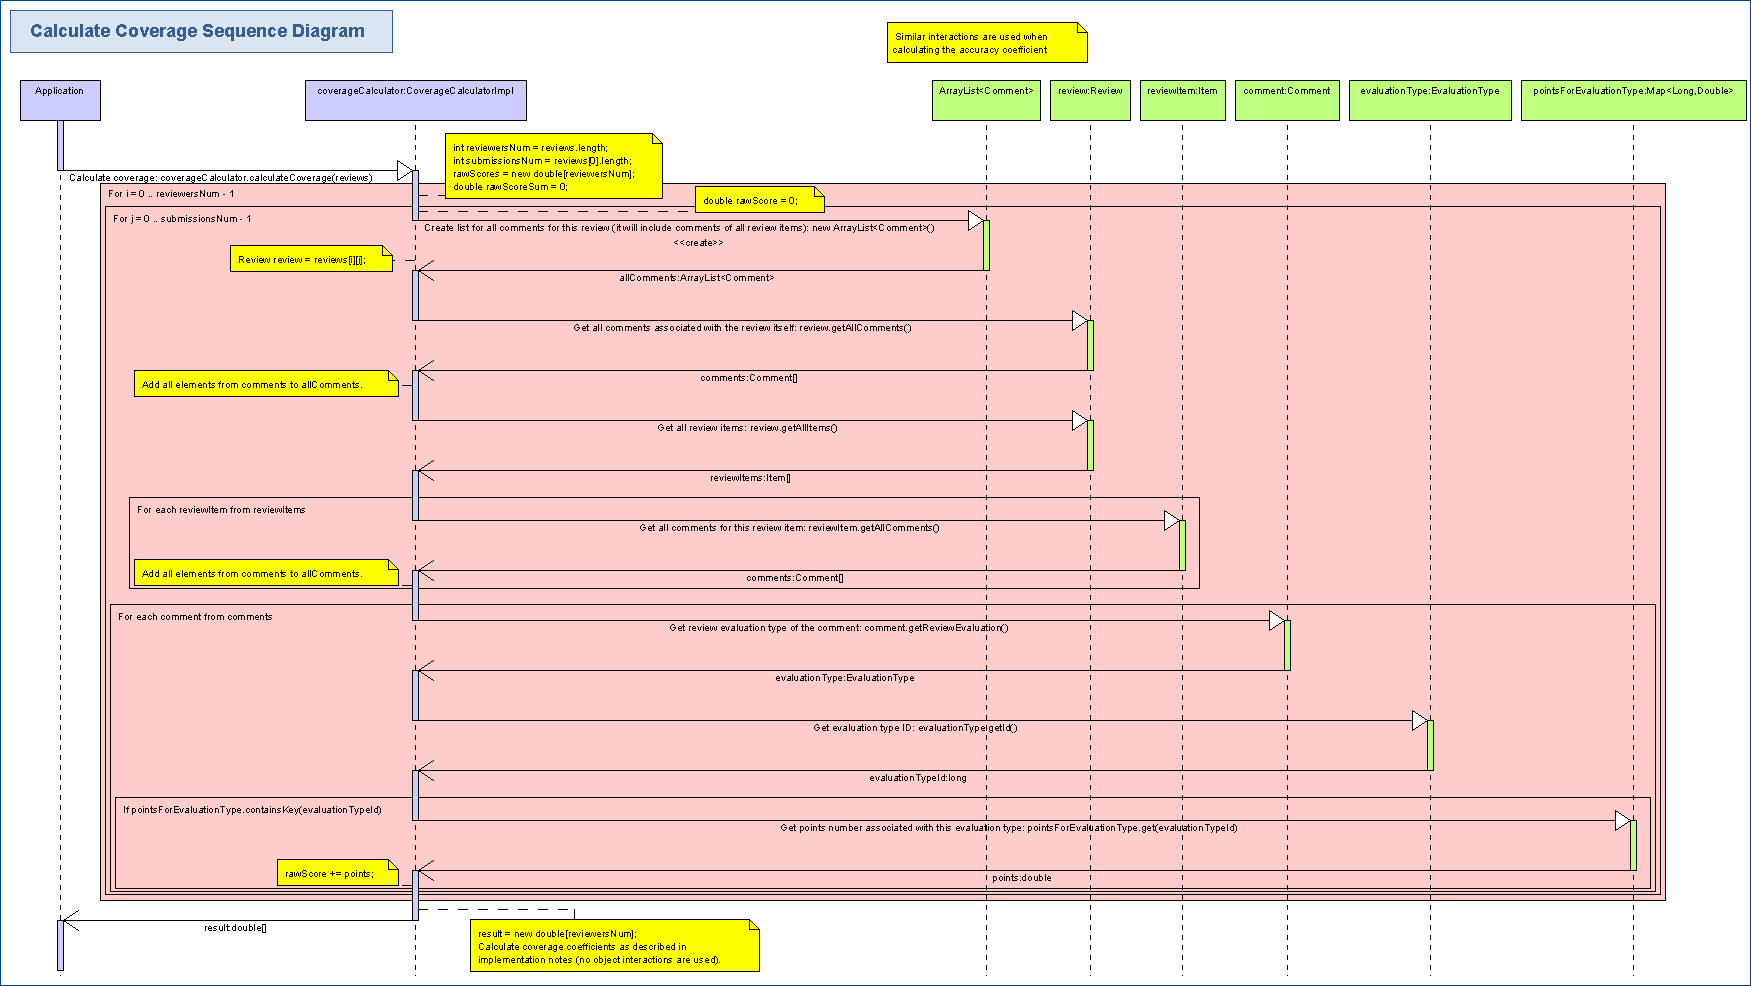 Calculate Coverage Sequence Diagram
Similar interactions are used when
calculating the accuracy coefficient
Application
coverageCalculator:CoverageCalculatorImpl
ArrayList<Comment>
review:Review
reviewItem:Item
comment:Comment
evaluationType:EvaluationType
pointsForEvaluationType:Map<Long,Double>
int reviewersNum = reviews.length;
int submissionsNum = reviews[0].length;
rawScores = new double[reviewersNum];
double rawScoreSum = 0;
Calculate coverage: coverageCalculator.calculateCoverage(reviews)
For i = 0 .. reviewersNum - 1
double rawScore = 0;
For j = 0 .. submissionsNum - 1
Create list for all comments for this review (it will include comments of all review items): new ArrayList<Comment>()
<<create>>
Review review = reviews[i][j];
allComments:ArrayList<Comment>
Get all comments associated with the review itself: review.getAllComments()
comments:Comment[]
Add all elements from comments to allComments.
Get all review items: review.getAllItems()
reviewItems:Item[]
For each reviewItem from reviewItems
Get all comments for this review item: reviewItem.getAllComments()
Add all elements from comments to allComments.
comments:Comment[]
For each comment from comments
Get review evaluation type of the comment: comment.getReviewEvaluation()
evaluationType:EvaluationType
Get evaluation type ID: evaluationType.getId()
evaluationTypeId:long
If pointsForEvaluationType.containsKey(evaluationTypeId)
Get points number associated with this evaluation type: pointsForEvaluationType.get(evaluationTypeId)
rawScore += points;
points:double
result:double[]
result = new double[reviewersNum];
Calculate coverage coefficients as described in
implementation notes (no object interactions are used).